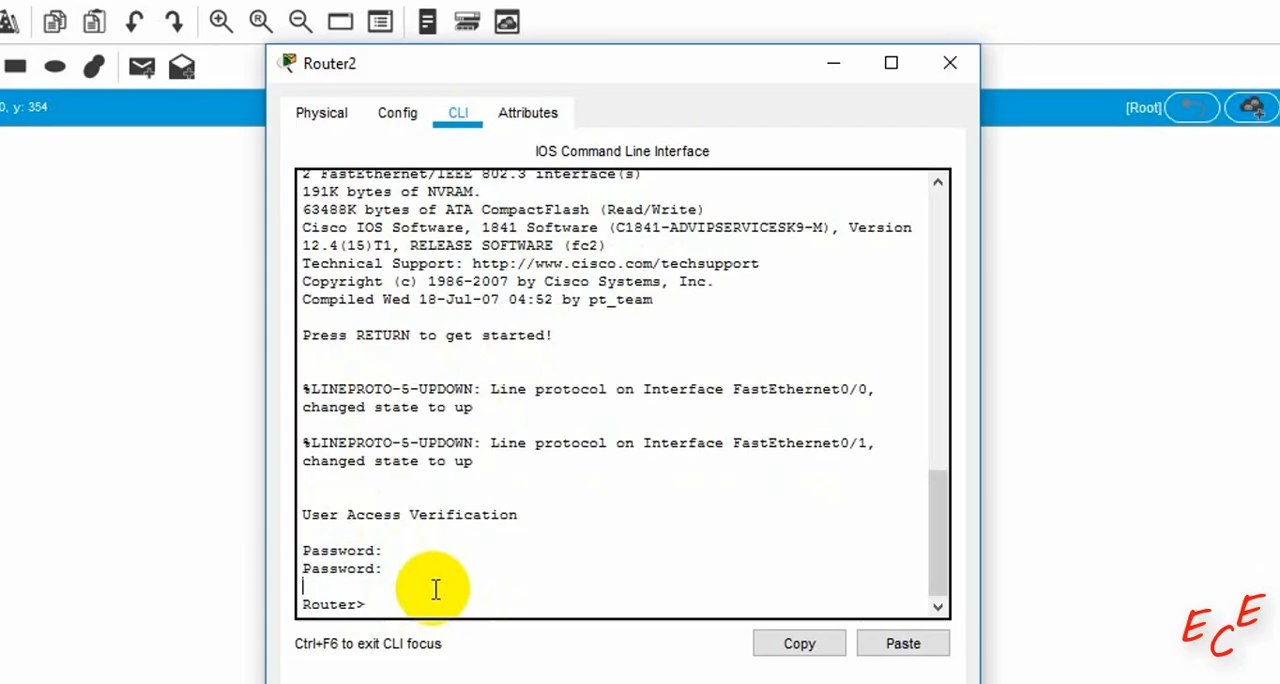 Router2
0, y: 354
[Root]
Physical Config CLI Attributes
IOS Command Line Interface
2 FastEthernet/IEEE 802.3 interface(s)
191K bytes of NVRAM.
63488K bytes of ATA CompactFlash (Read/Write)
Cisco IOS Software, 1841 Software (C1841-ADVIPSERVICESK9-M), Version
12.4(15)T1, RELEASE SOFTWARE (fc2)
Technical Support: http://www.cisco.com/techsupport
Copyright (c) 1986-2007 by Cisco Systems, Inc.
Compiled Wed 18-Jul-07 04:52 by pt_team
Press RETURN to get started!
%LINEPROTO-5-UPDOWN: Line protocol on Interface FastEthernet0/0,
changed state to up
%LINEPROTO-5-UPDOWN: Line protocol on Interface FastEthernet0/1,
changed state to up
User Access Verification
Password:
Password:
Router>
Ctrl+F6 to exit CLI focus
Copy Paste
ECE